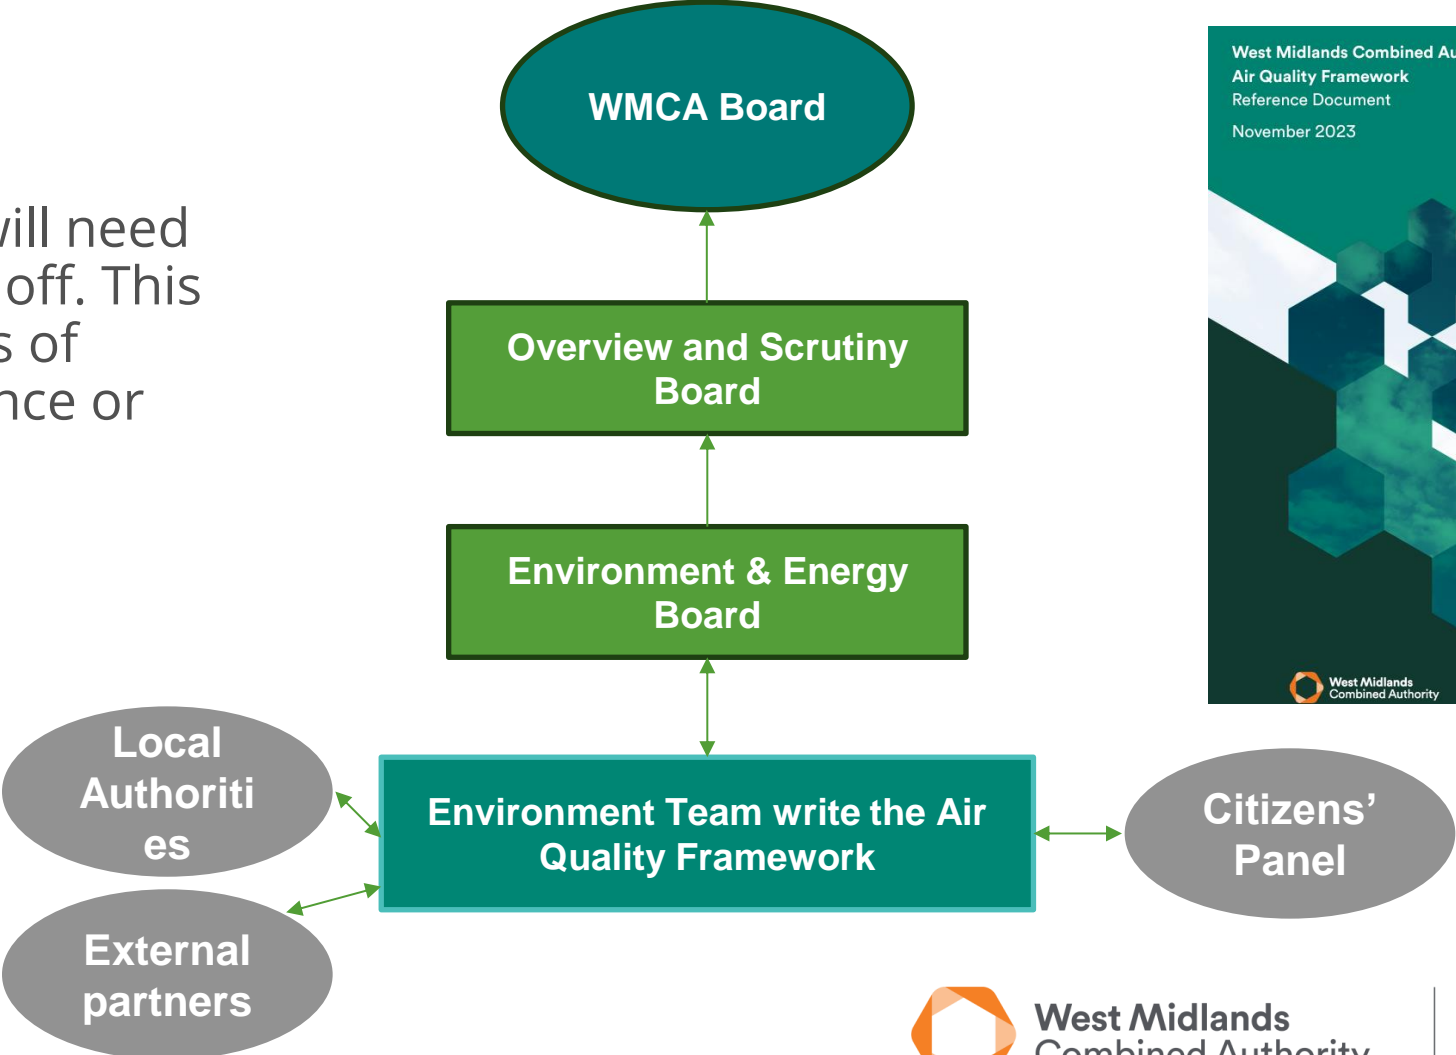 WMCA Board
West Midlands Combined
Air Quality Framework
Reference Document
November 2023
will need
off. This
s of
nce or
Overview and Scrutiny
Board
Environment & Energy
Board
West Midlands
Combined Authority
Local
Authoriti
es
Environment Team write the Air
Quality Framework
Citizens’
Panel
External
partners
West Midlands
Combined Authority